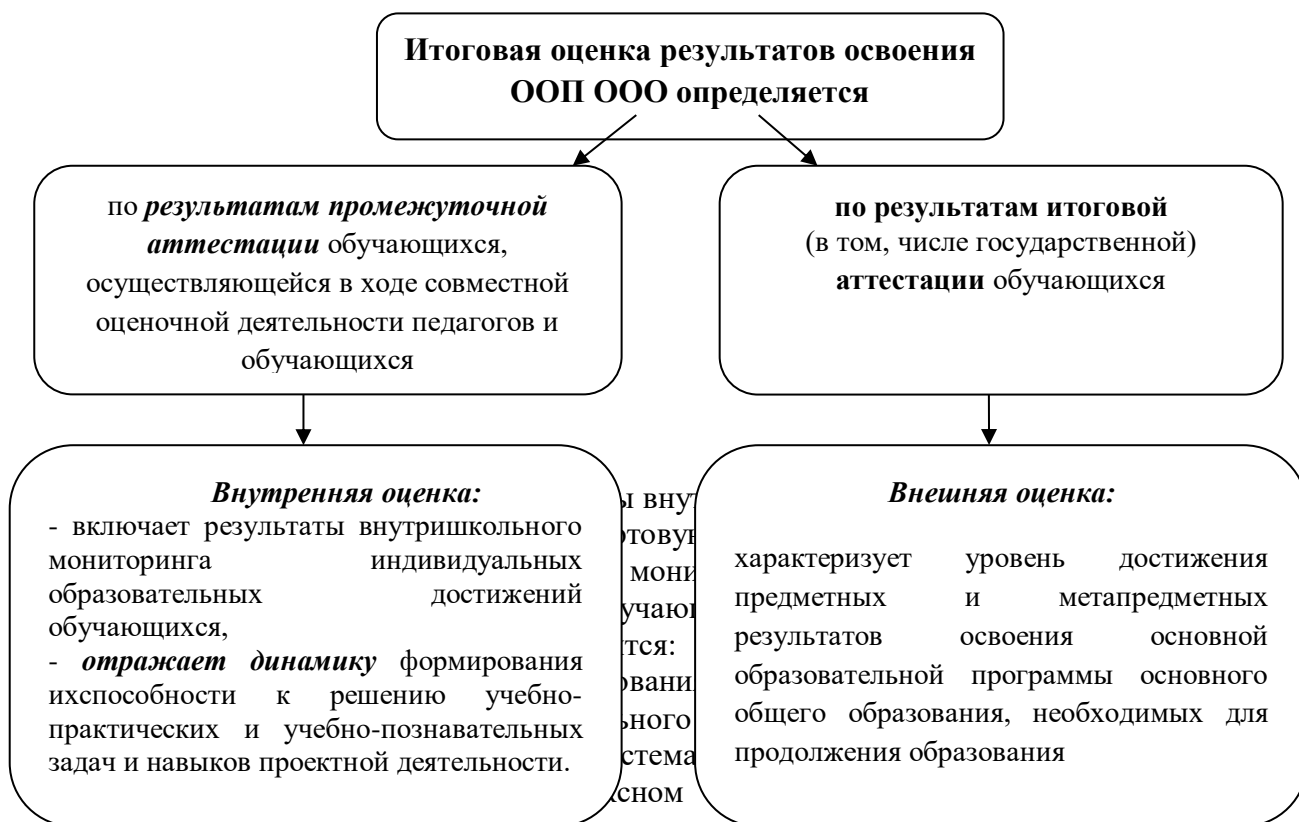 Итоговая оценка результатов освоения
ООП ООО определяется
по результатам промежуточной
аттестации обучающихся,
осуществляющейся в ходе совместной
оценочной деятельности педагогов и
обучающихся
по результатам итоговой
(в том, числе государственной)
аттестации обучающихся
Внутренняя оценка:
- включает результаты внутришкольного
мониторинга индивидуальных
образовательных достижений
обучающихся,
- отражает динамику формирования
ихспособности к решению учебно-
практических и учебно-познавательных
задач и навыков проектной деятельности.
Внешняя оценка:
характеризует уровень достижения
предметных и метапредметных
результатов освоения основной
образовательной программы основного
общего образования, необходимых для
продолжения образования